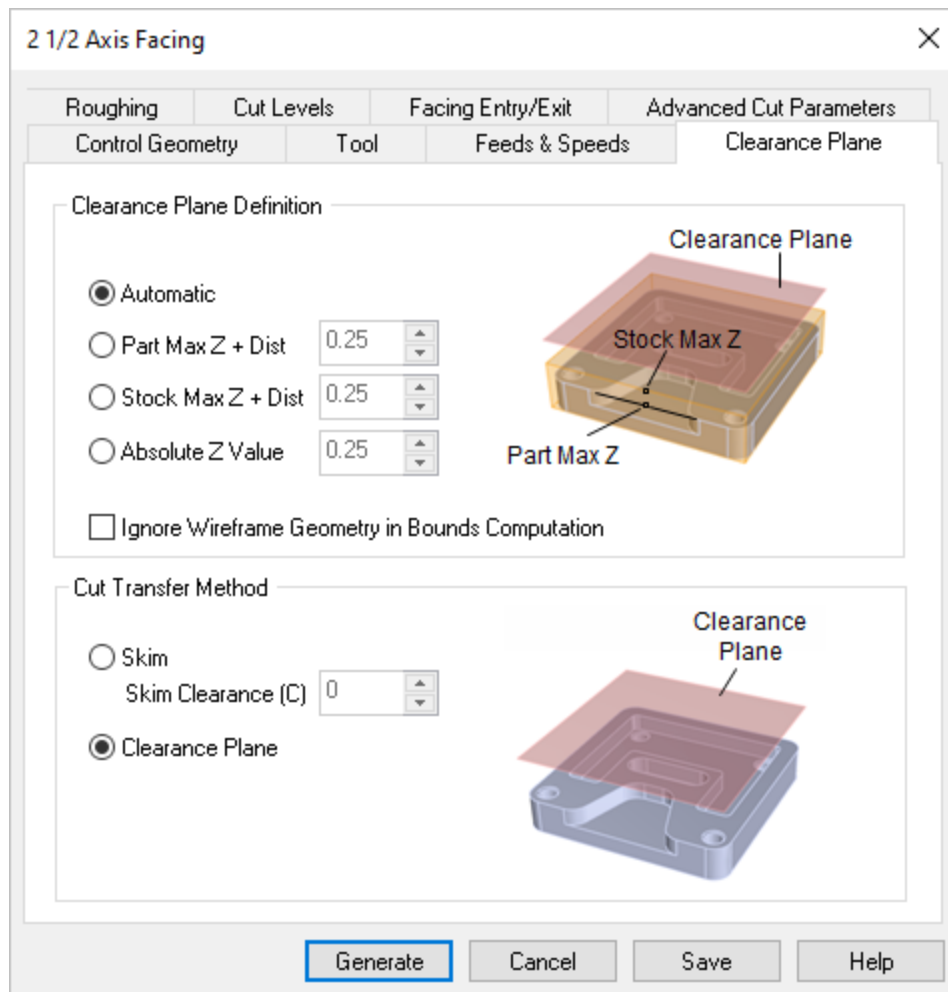 2 1/2 Axis Facing
Roughing Cut Levels Facing Entry/Exit Advanced Cut Parameters
Control Geometry Tool Feeds & Speeds Clearance Plane
Clearance Plane Definition
Clearance Plane
Automatic
Part Max Z + Dist 0.25
Stock Max Z
Stock Max Z + Dist 0.25
Absolute Z Value 0.25
Part Max Z
Ignore Wireframe Geometry in Bounds Computation
Cut Transfer Method
Clearance
Plane
Skim
Skim Clearance (C) 0
Clearance Plane
Generate Cancel Save Help